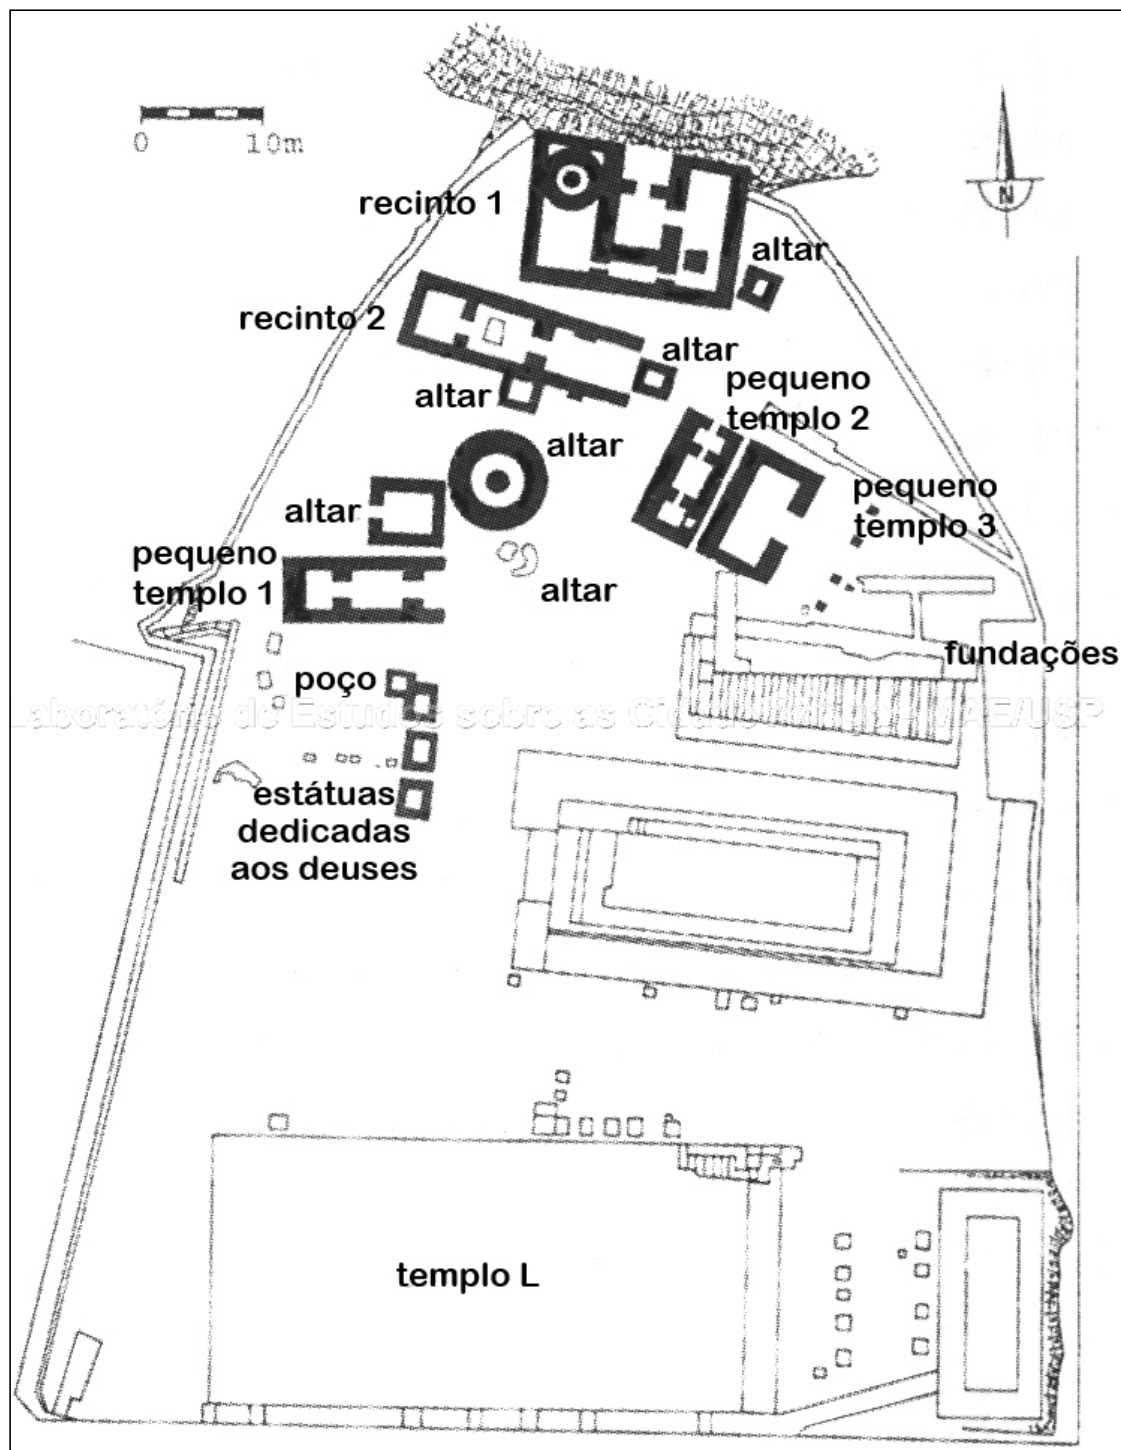 0 10m
N
recinto 1
altar
recinto 2
altar
pequeno
templo 2
altar
altar
pequeno
templo 3
altar
pequeno
templo 1
altar
fundações
poço
Laboratório de Estudos sobre as Cidade MAE/USP
estátuas
dedicadas
aos deuses
templo L